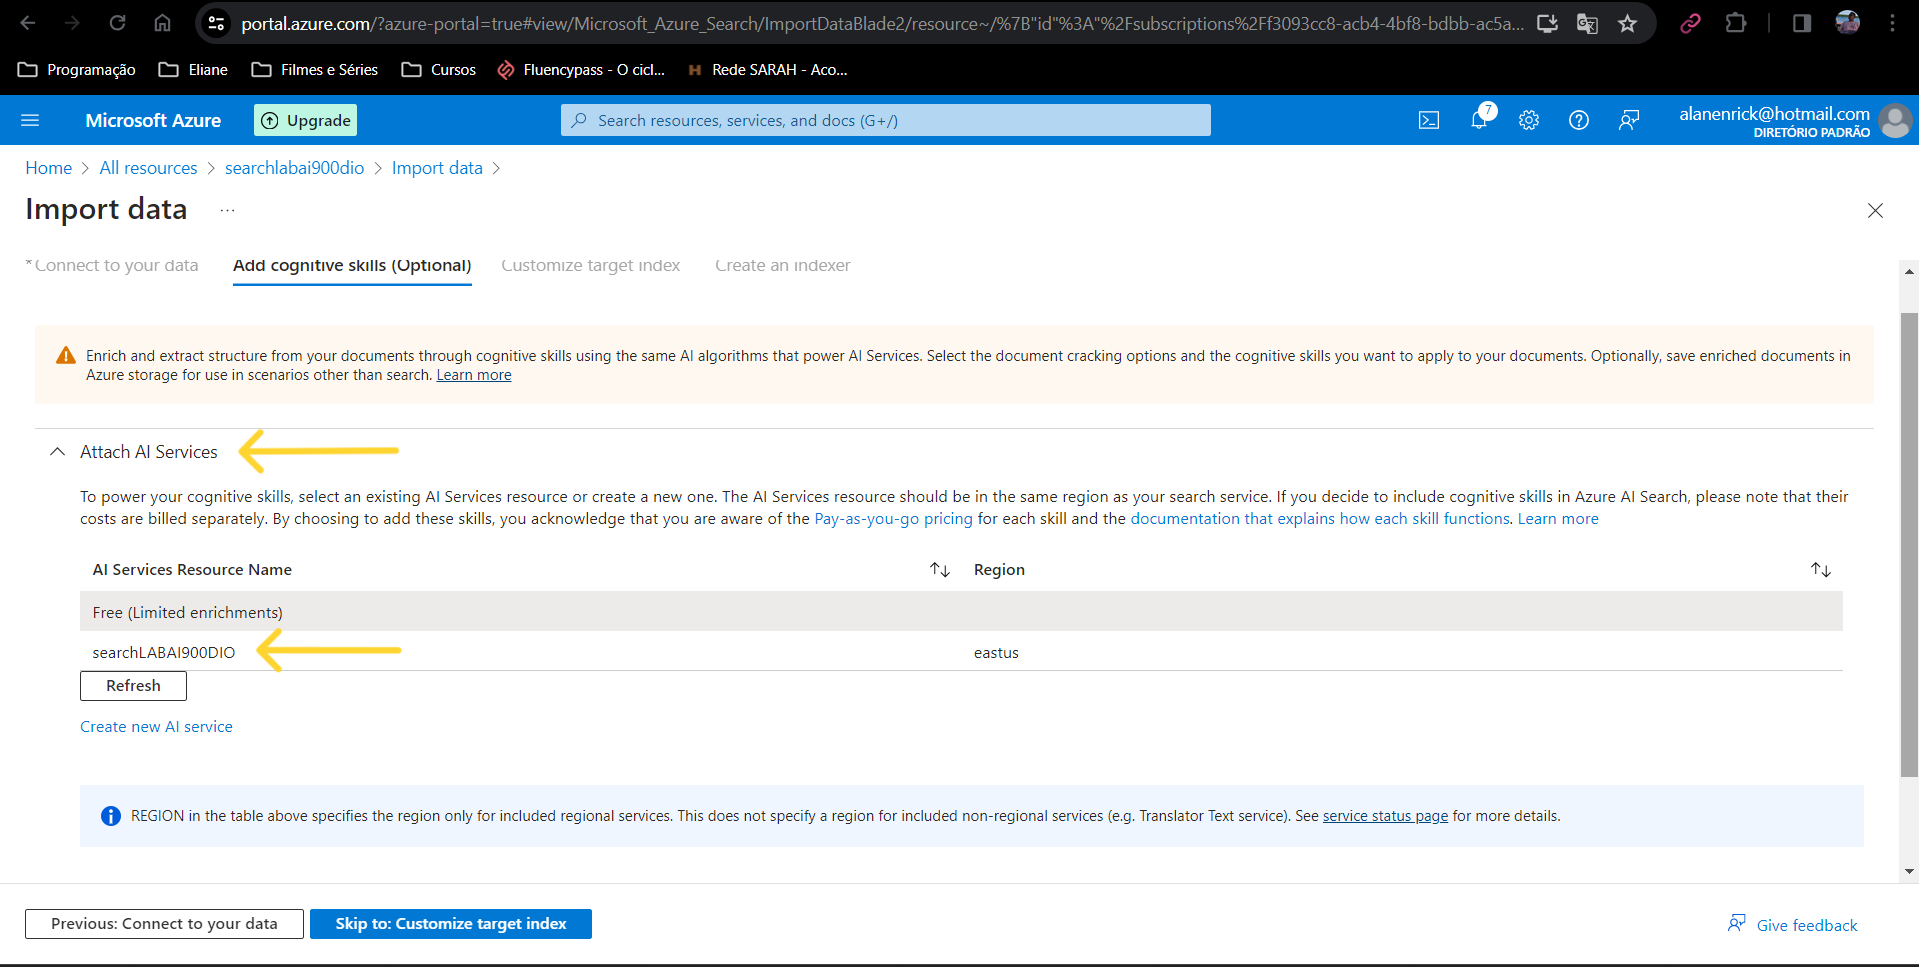 portal.azure.com/?azure-portal=true#view/Microsoft_Azure_Search/ImportDataBlade2/resource~/%7B"id"%3A"%2Fsubscriptions%2Ff3093cc8-acb4-4bf8-bdbb-ac5a...
Programação Eliane Filmes e Séries Cursos Fluencypass - O cicl... H Rede SARAH - Aco...
Microsoft Azure Upgrade Search resources, services, and docs (G+/) 7 alanenrick@hotmail.com
DIRETÓRIO PADRÃO
Home > All resources > searchlabai900dio > Import data >
Import data ...
* Connect to your data Add cognitive skills (Optional) Customize target index Create an indexer
Enrich and extract structure from your documents through cognitive skills using the same AI algorithms that power AI Services. Select the document cracking options and the cognitive skills you want to apply to your documents. Optionally, save enriched documents in
Azure storage for use in scenarios other than search. Learn more
Attach AI Services
To power your cognitive skills, select an existing AI Services resource or create a new one. The AI Services resource should be in the same region as your search service. If you decide to include cognitive skills in Azure AI Search, please note that their
costs are billed separately. By choosing to add these skills, you acknowledge that you are aware of the Pay-as-you-go pricing for each skill and the documentation that explains how each skill functions. Learn more
AI Services Resource Name Region
Free (Limited enrichments)
searchLABAI900DIO eastus
Refresh
Create new AI service
REGION in the table above specifies the region only for included regional services. This does not specify a region for included non-regional services (e.g. Translator Text service). See service status page for more details.
Previous: Connect to your data Skip to: Customize target index Give feedback